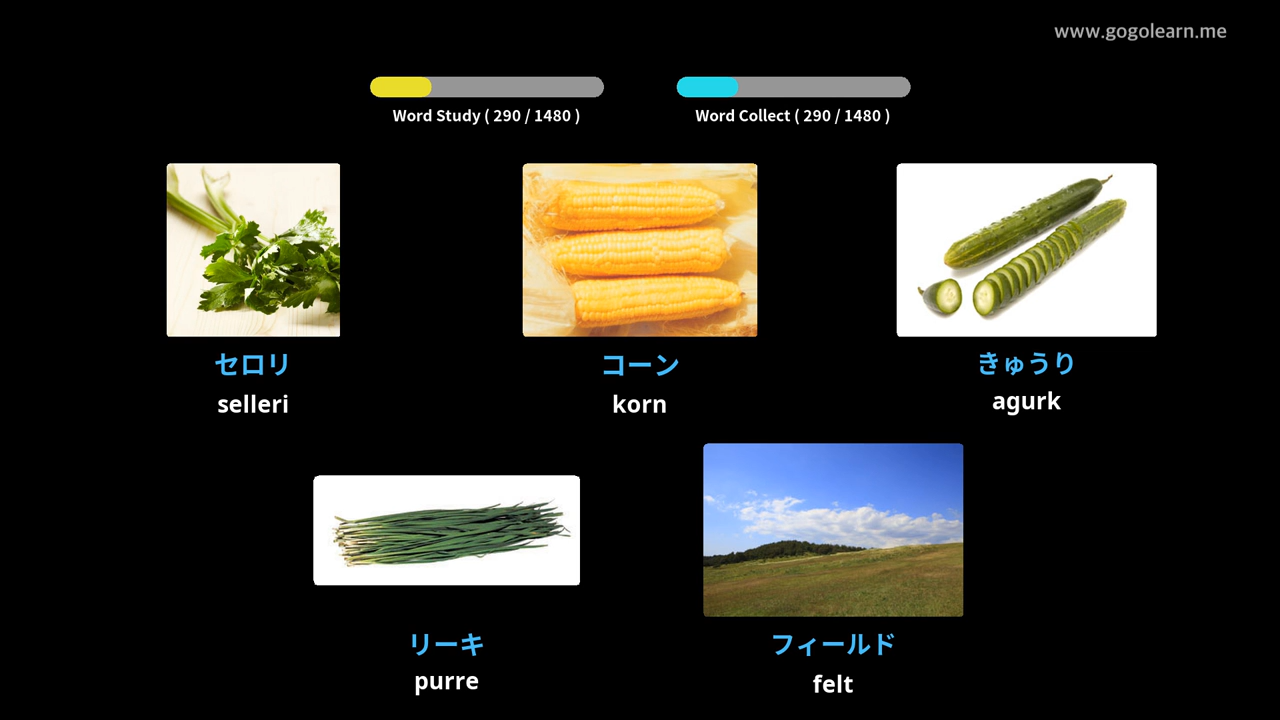 www.gogolearn.me
Word Study ( 290 / 1480 )
Word Collect ( 290 / 1480 )
セロリ
selleri
コーン
korn
きゅうり
agurk
リーキ
purre
フィールド
felt